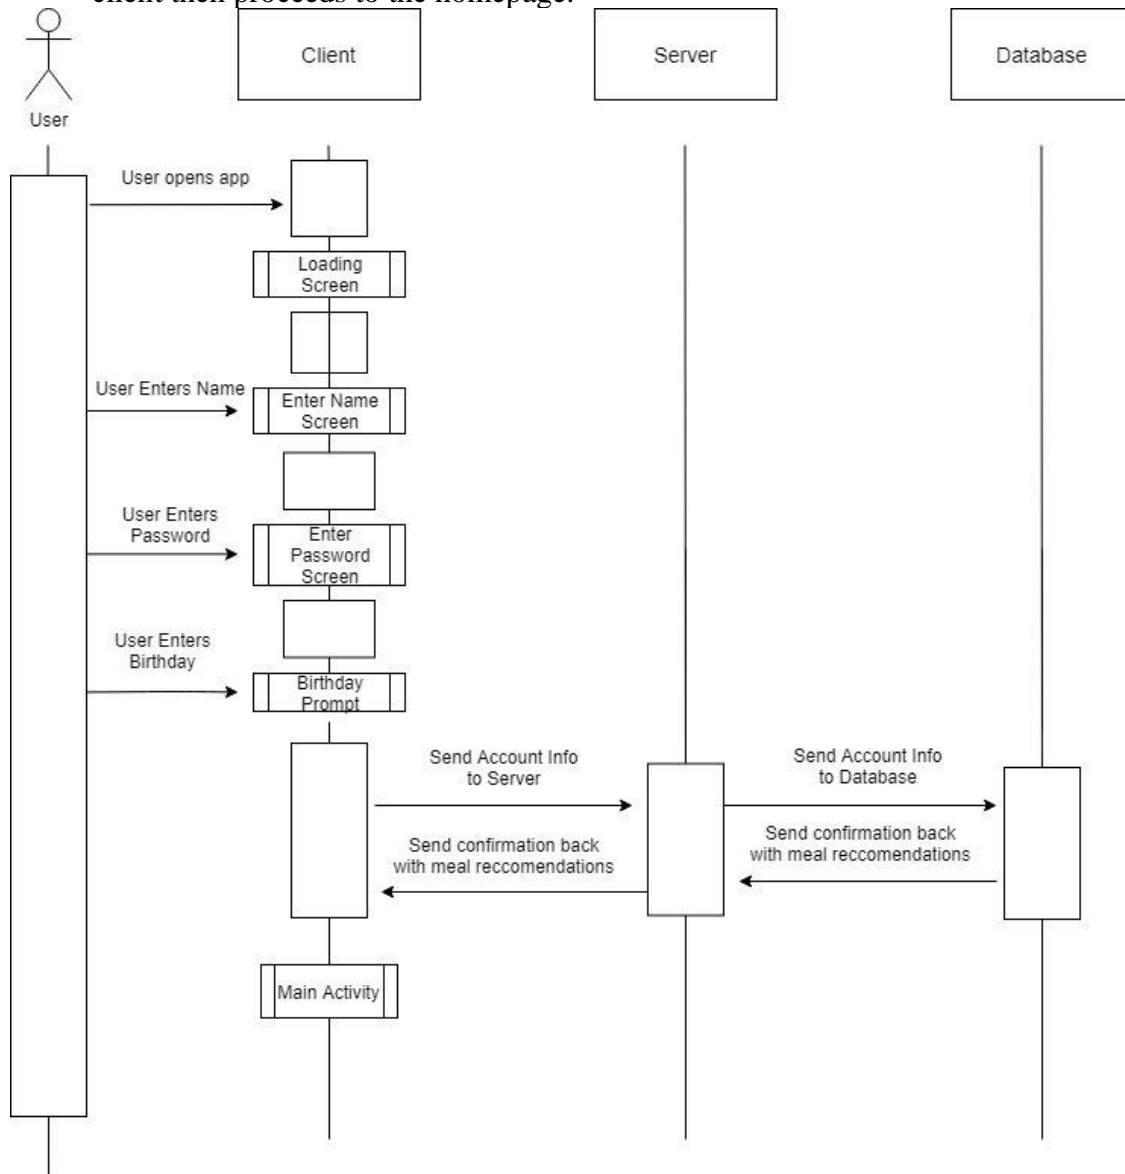 client then proceeds to the homepage.
Client
Server
Database
User
User opens app
Loading
Screen
User Enters Name
Enter Name
Screen
User Enters
Password
Enter
Password
Screen
User Enters
Birthday
Birthday
Prompt
Send Account Info
to Server
Send Account Info
to Database
Send confirmation back
with meal reccomendations
Send confirmation back
with meal reccomendations
Main Activity